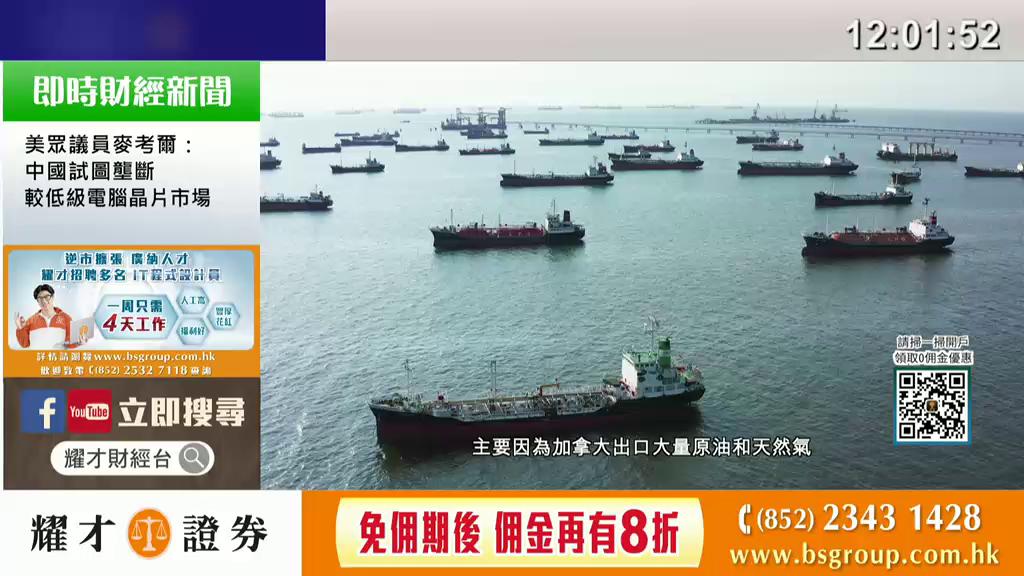 12:01:52
即時財經新聞
美眾議員麥考爾：
中國試圖壟斷
較低級電腦晶片市場
逆市擴張 廣納人才
耀才招聘多名 IT程式設計員
一周只需
4天工作
人工高
豐厚
花紅
福利好
詳情請瀏覽www.bsgroup.com.hk
歡迎致電(852) 2532 7118查詢
f YouTube 立即搜尋
耀才財經台
請掃一掃開戶
領取0佣金優惠
主要因為加拿大出口大量原油和天然氣
耀才證券
免佣期後 佣金再有8折
(852) 2343 1428
www.bsgroup.com.hk